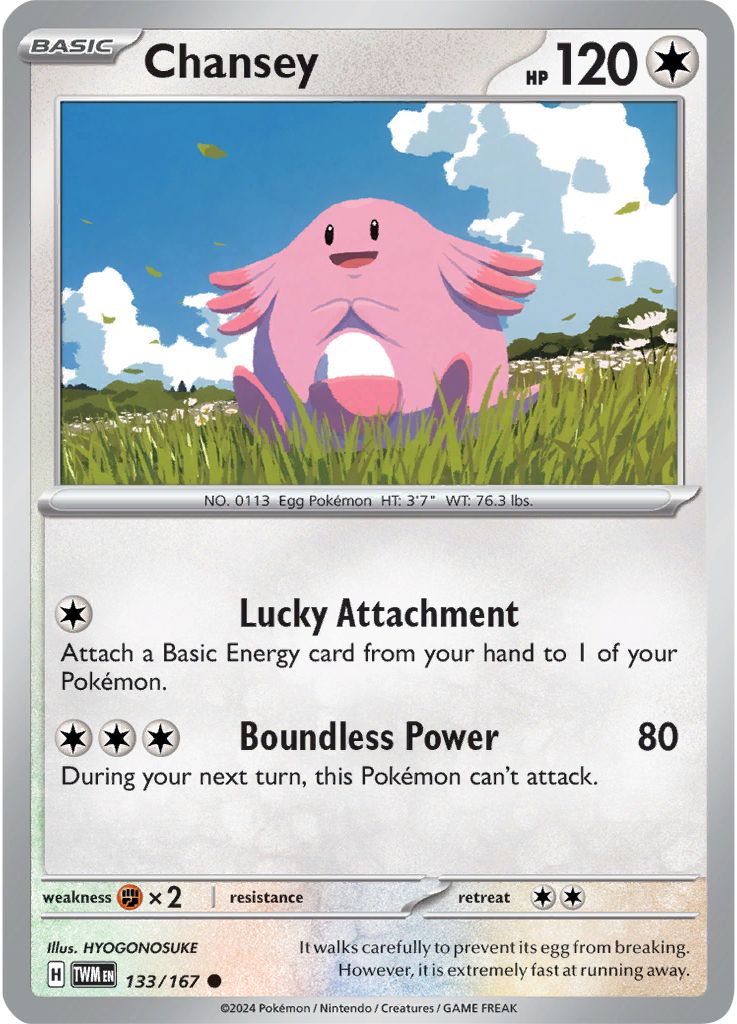 BASIC
Chansey
HP 120
NO. 0113 Egg Pokémon HT: 3'7" WT: 76.3 lbs.
Lucky Attachment
Attach a Basic Energy card from your hand to 1 of your
Pokémon.
Boundless Power 80
During your next turn, this Pokémon can't attack.
weakness ×2 resistance retreat
Illus. HYOGONOSUKE
It walks carefully to prevent its egg from breaking.
However, it is extremely fast at running away.
H TWM EN 133/167
©2024 Pokémon / Nintendo / Creatures / GAME FREAK